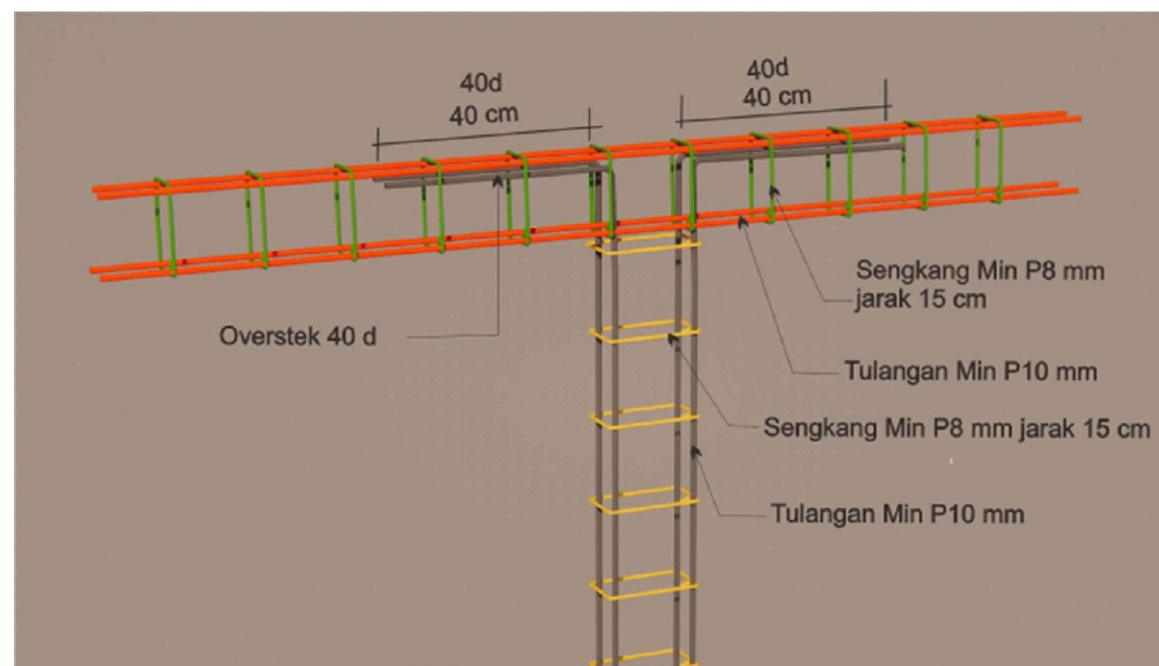 40d
40 cm
40d
40 cm
Sengkang Min P8 mm
jarak 15 cm
Overstek 40 d
Tulangan Min P10 mm
Sengkang Min P8 mm jarak 15 cm
Tulangan Min P10 mm